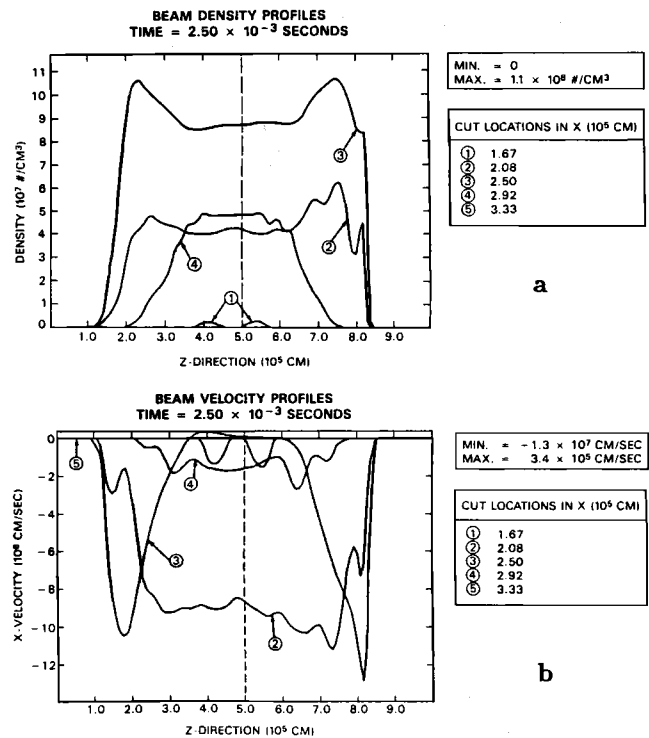 BEAM DENSITY PROFILES
TIME = 2.50 × 10⁻³ SECONDS
11
10
9
8
7
6
5
4
3
2
1
0
DENSITY (10⁷ #/CM³)
1.0 2.0 3.0 4.0 5.0 6.0 7.0 8.0 9.0
Z-DIRECTION (10⁵ CM)
③
②
④
①
MIN. = 0
MAX. = 1.1 × 10⁸ #/CM³
CUT LOCATIONS IN X (10⁵ CM)
① 1.67
② 2.08
③ 2.50
④ 2.92
⑤ 3.33
a
BEAM VELOCITY PROFILES
TIME = 2.50 × 10⁻³ SECONDS
0
−2
−4
−6
−8
−10
−12
X-VELOCITY (10⁶ CM/SEC)
1.0 2.0 3.0 4.0 5.0 6.0 7.0 8.0 9.0
Z-DIRECTION (10⁵ CM)
⑤
④
③
②
MIN. = −1.3 × 10⁷ CM/SEC
MAX. = 3.4 × 10⁵ CM/SEC
CUT LOCATIONS IN X (10⁵ CM)
① 1.67
② 2.08
③ 2.50
④ 2.92
⑤ 3.33
b